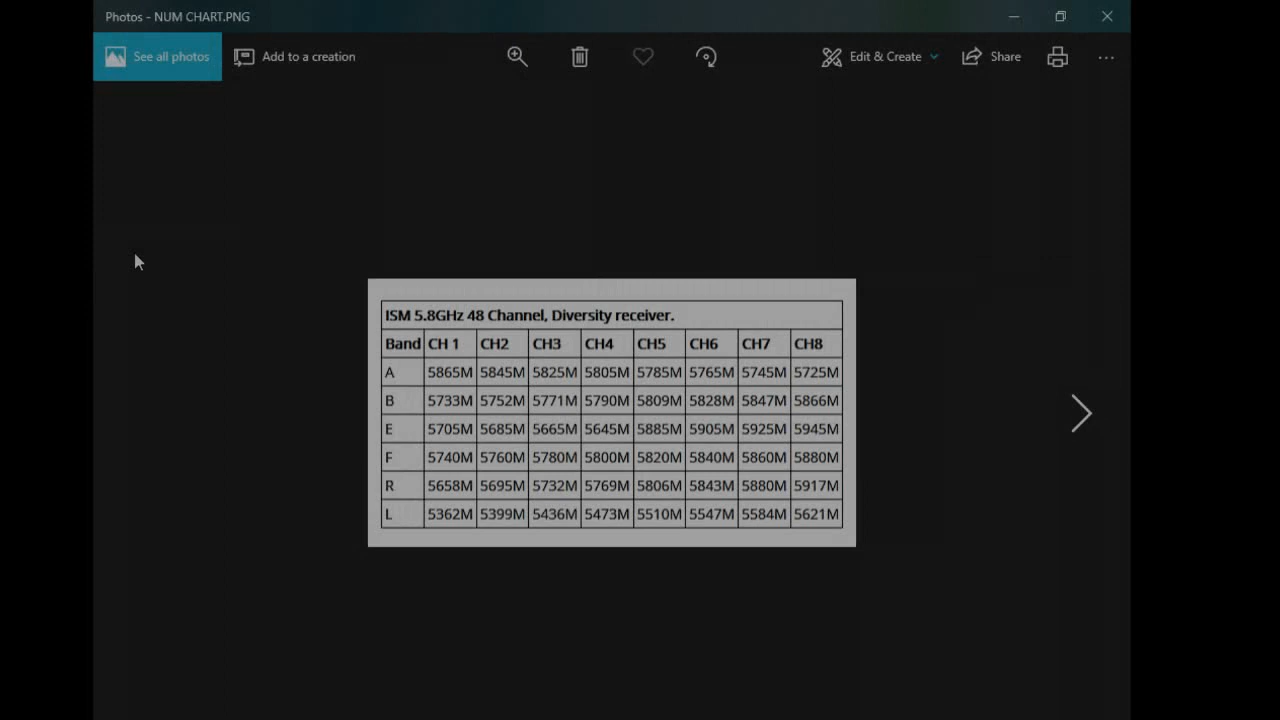 Photos - NUM CHART.PNG
See all photos Add to a creation Edit & Create Share
ISM 5.8GHz 48 Channel, Diversity receiver.
Band CH 1 CH2 CH3 CH4 CH5 CH6 CH7 CH8
A 5865M 5845M 5825M 5805M 5785M 5765M 5745M 5725M
B 5733M 5752M 5771M 5790M 5809M 5828M 5847M 5866M
E 5705M 5685M 5665M 5645M 5885M 5905M 5925M 5945M
F 5740M 5760M 5780M 5800M 5820M 5840M 5860M 5880M
R 5658M 5695M 5732M 5769M 5806M 5843M 5880M 5917M
L 5362M 5399M 5436M 5473M 5510M 5547M 5584M 5621M